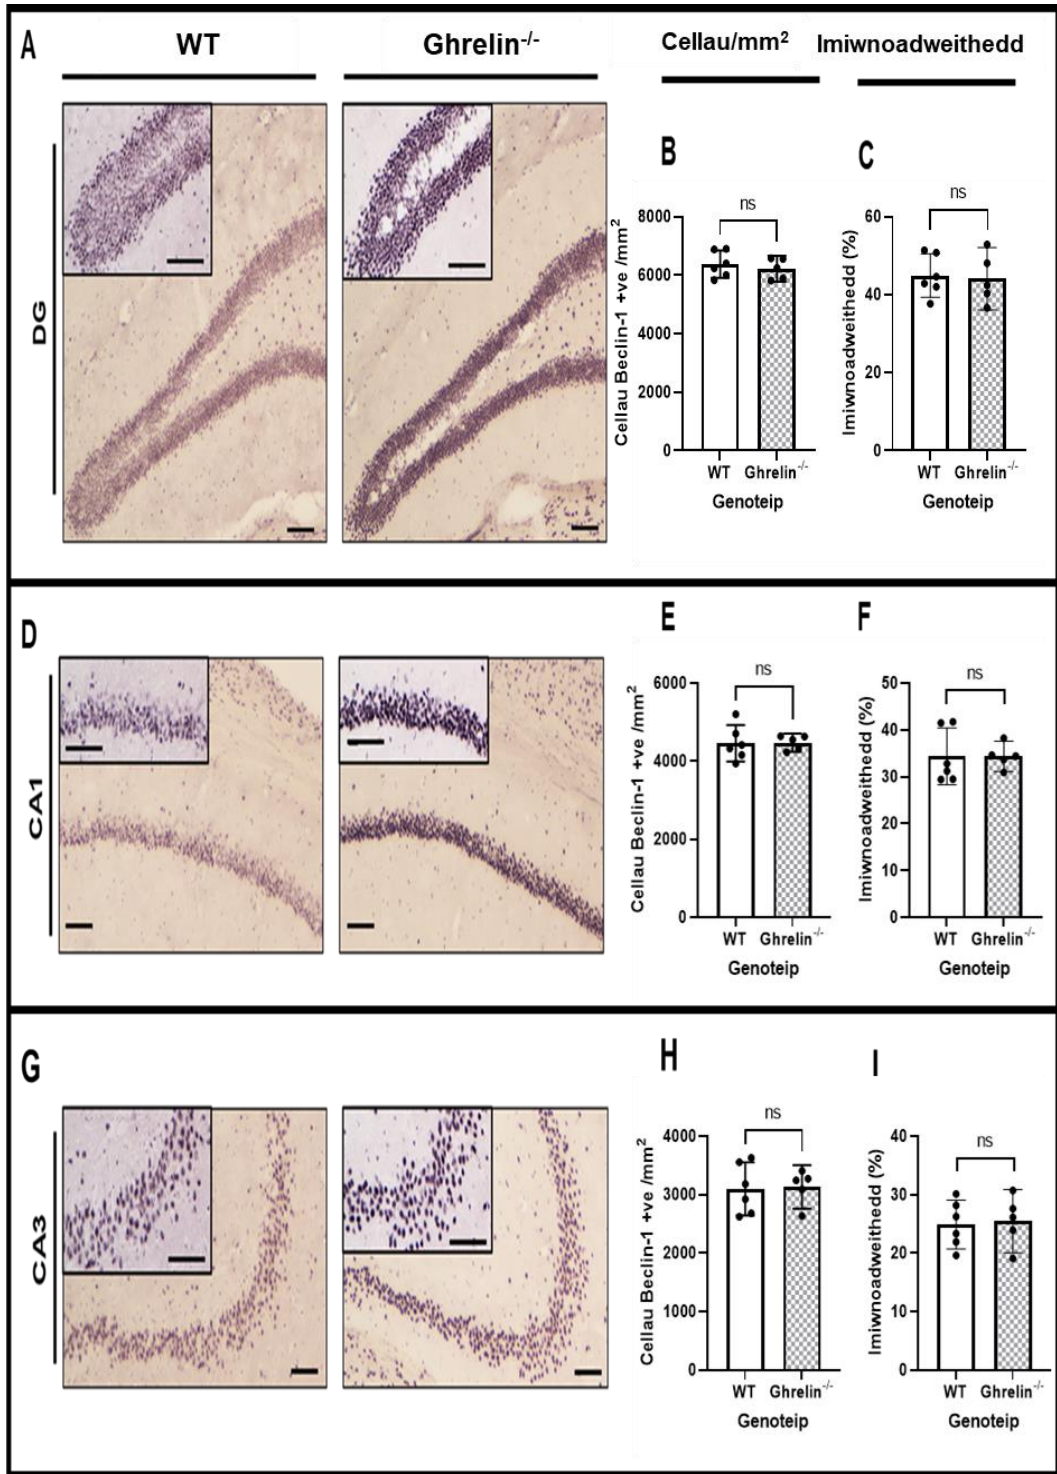 A
WT
Ghrelin-/-
Cellau/mm2
Imiwnoadweithedd
DG
B
Cellau Beclin-1 +ve /mm2
8000
6000
4000
2000
0
ns
WT Ghrelin-/-
Genoteip
C
Imiwnoadweithedd (%)
60
40
20
0
ns
WT Ghrelin-/-
Genoteip
D
CA1
E
Cellau Beclin-1 +ve /mm2
6000
4000
2000
0
ns
WT Ghrelin-/-
Genoteip
F
Imiwnoadweithedd (%)
50
40
30
20
10
0
ns
WT Ghrelin-/-
Genoteip
G
CA3
H
Cellau Beclin-1 +ve /mm2
4000
3000
2000
1000
0
ns
WT Ghrelin-/-
Genoteip
I
Imiwnoadweithedd (%)
40
30
20
10
0
ns
WT Ghrelin-/-
Genoteip